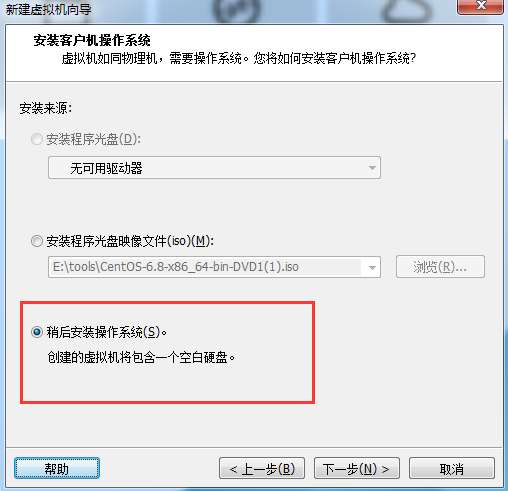 新建虚拟机向导
安装客户机操作系统
虚拟机如同物理机，需要操作系统。您将如何安装客户机操作系统?
安装来源:
安装程序光盘(D):
无可用驱动器
安装程序光盘映像文件(iso)(M):
E:\tools\CentOS-6.8-x86_64-bin-DVD1(1).iso
浏览(R)...
稍后安装操作系统(S)。
创建的虚拟机将包含一个空白硬盘。
帮助
< 上一步(B)
下一步(N) >
取消